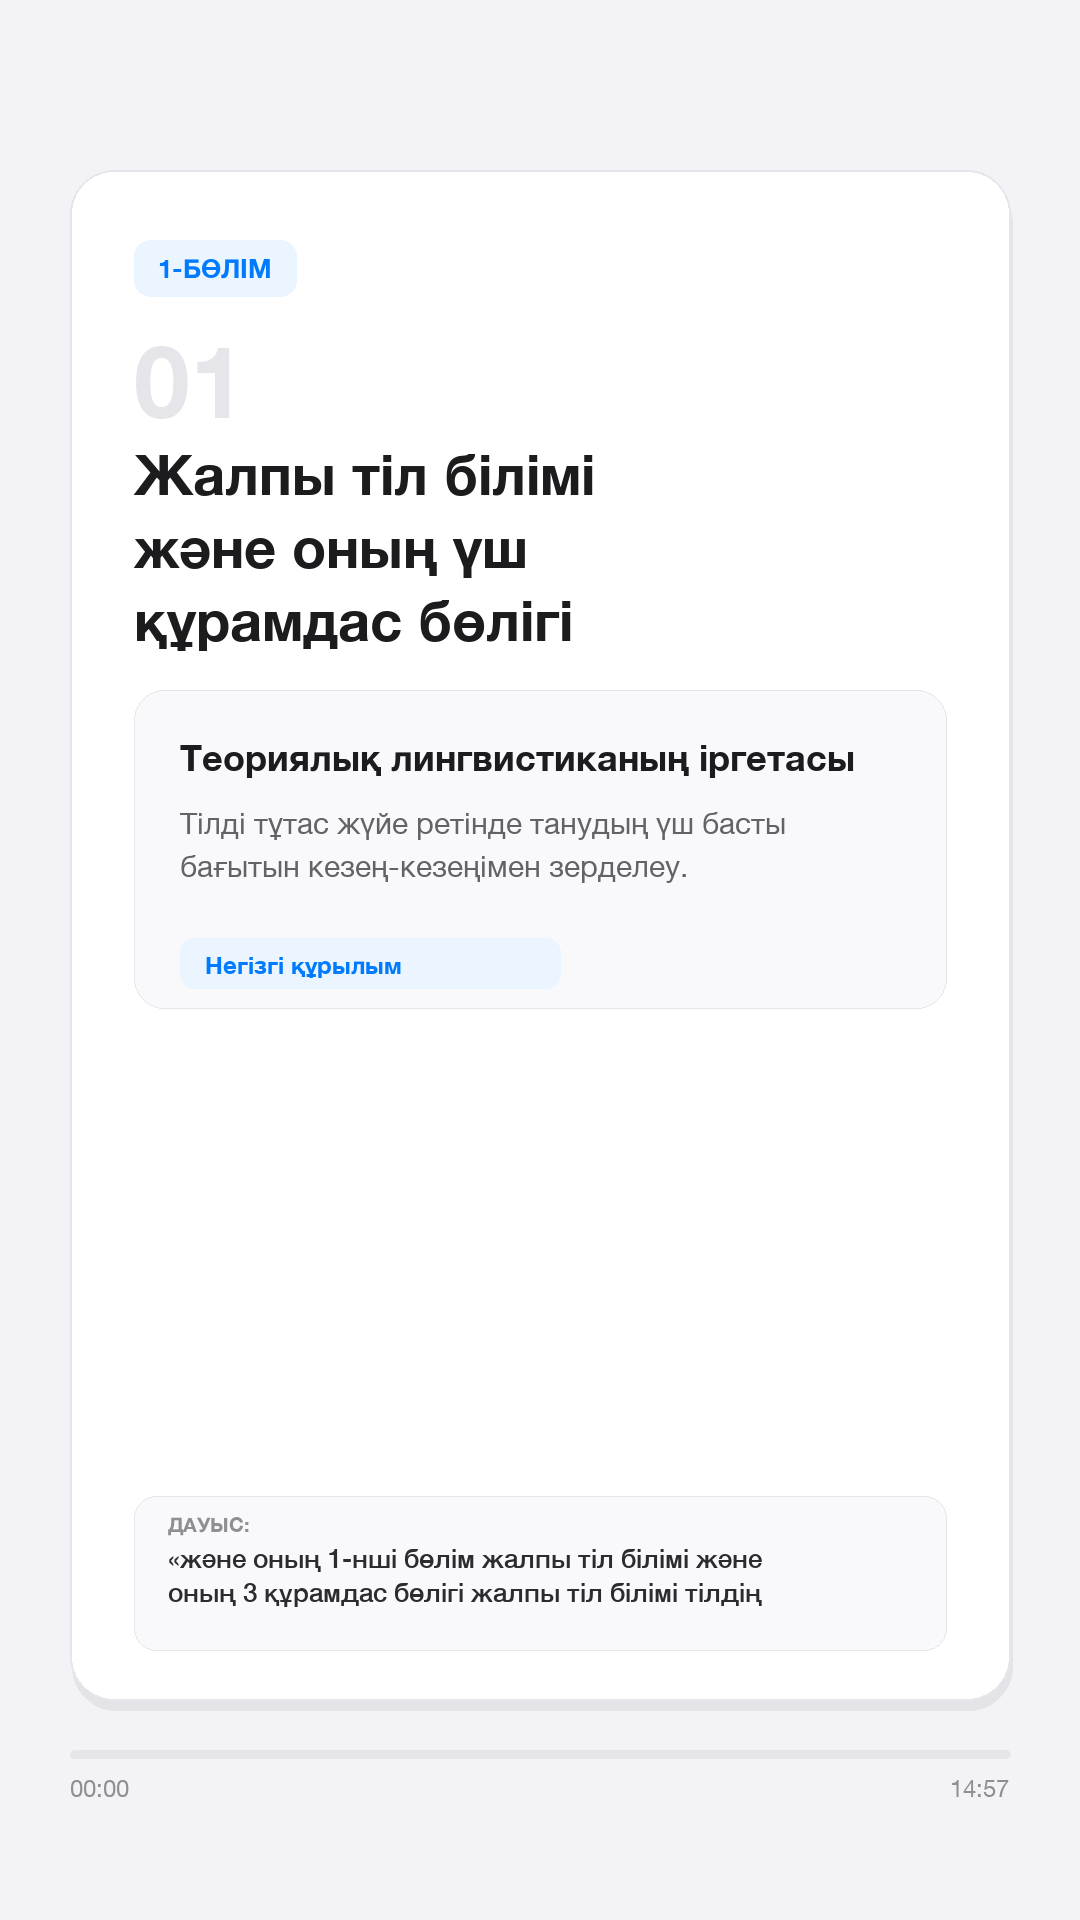 1-БӨЛІМ
01
Жалпы тіл білімі
және оның үш
құрамдас бөлігі
Теориялық лингвистиканың іргетасы
Тілді тұтас жүйе ретінде танудың үш басты
бағытын кезең-кезеңімен зерделеу.
Негізгі құрылым
ДАУЫС:
«және оның 1-нші бөлім жалпы тіл білімі және
оның 3 құрамдас бөлігі жалпы тіл білімі тілдің
00:00
14:57